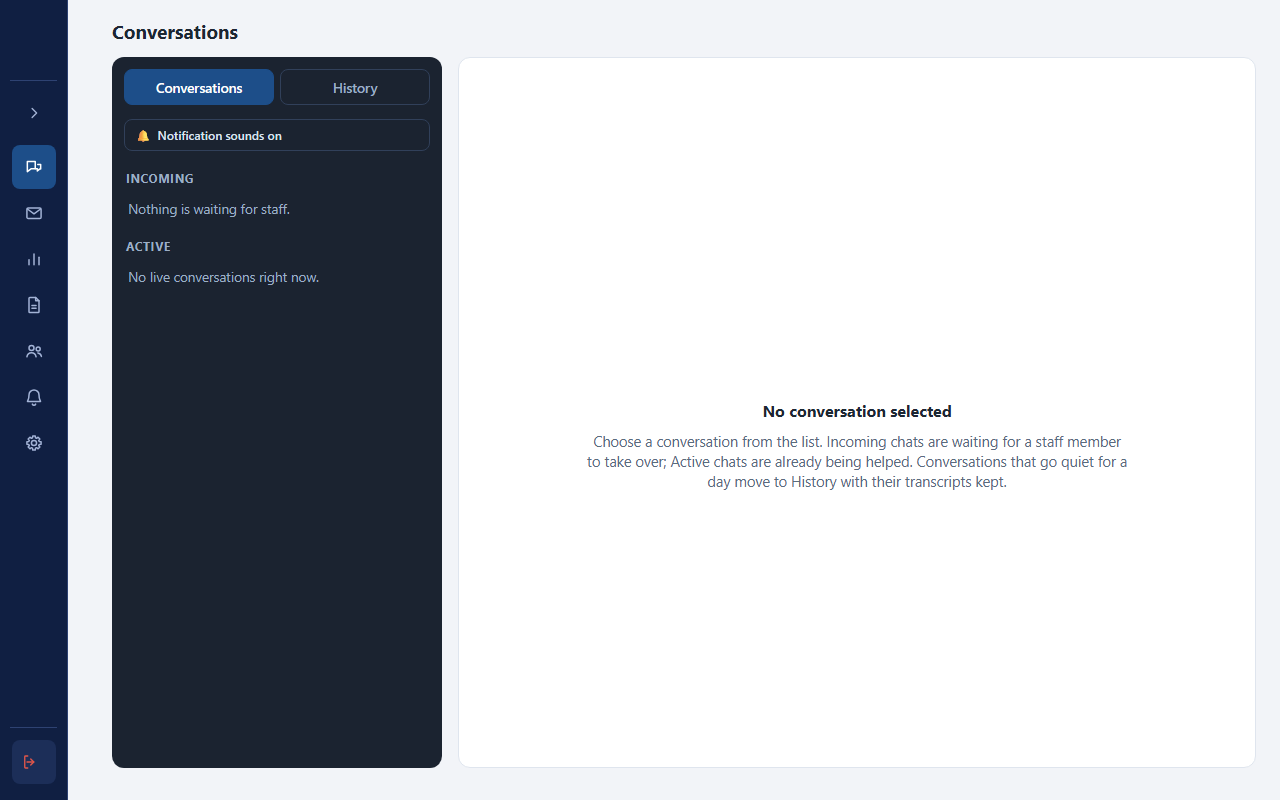 Conversations
Conversations
History
Notification sounds on
INCOMING
Nothing is waiting for staff.
ACTIVE
No live conversations right now.
No conversation selected
Choose a conversation from the list. Incoming chats are waiting for a staff member
to take over; Active chats are already being helped. Conversations that go quiet for a
day move to History with their transcripts kept.